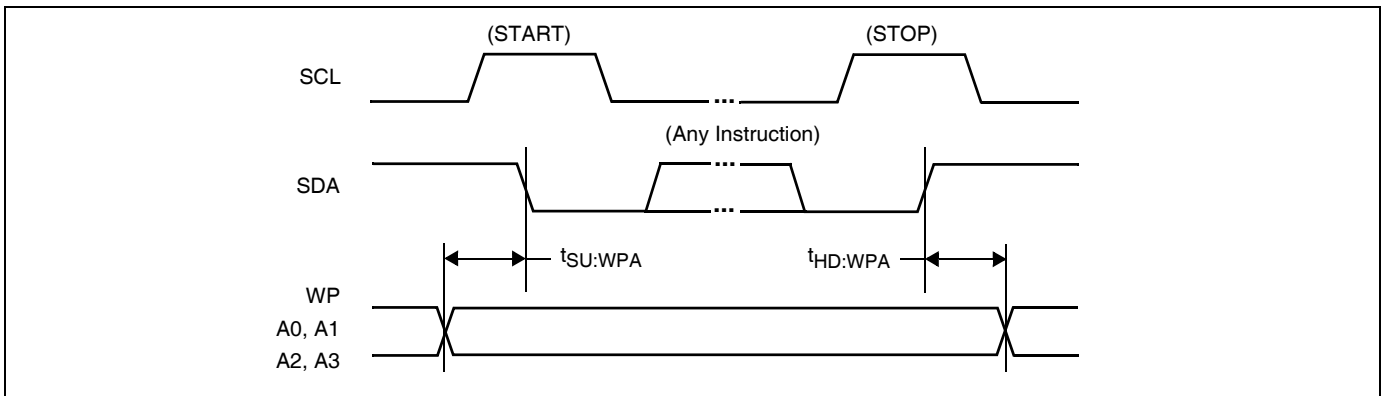 (START)
(STOP)
SCL
...
(Any Instruction)
...
SDA
...
tSU:WPA
tHD:WPA
WP
A0, A1
A2, A3